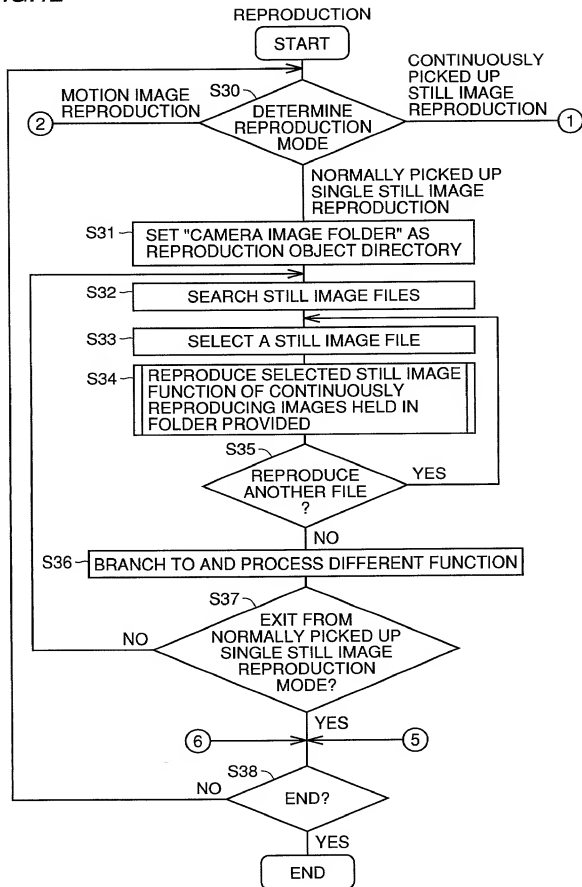 REPRODUCTION
START
CONTINUOUSLY
PICKED UP
STILL IMAGE
REPRODUCTION
MOTION IMAGE
REPRODUCTION
S30
DETERMINE
REPRODUCTION
MODE
2
1
NORMALLY PICKED UP
SINGLE STILL IMAGE
REPRODUCTION
S31
SET "CAMERA IMAGE FOLDER" AS
REPRODUCTION OBJECT DIRECTORY
S32
SEARCH STILL IMAGE FILES
S33
SELECT A STILL IMAGE FILE
S34
REPRODUCE SELECTED STILL IMAGE
FUNCTION OF CONTINUOUSLY
REPRODUCING IMAGES HELD IN
FOLDER PROVIDED
S35
REPRODUCE
ANOTHER FILE
?
YES
NO
S36
BRANCH TO AND PROCESS DIFFERENT FUNCTION
S37
EXIT FROM
NORMALLY PICKED UP
SINGLE STILL IMAGE
REPRODUCTION
MODE?
NO
YES
6
5
S38
END?
NO
YES
END